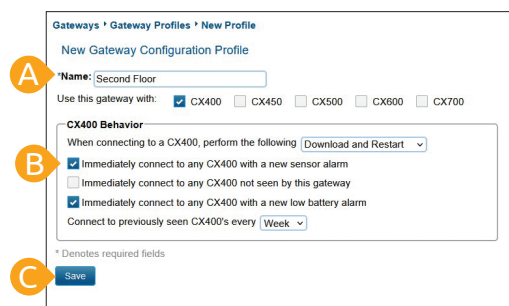 Gateways ▸ Gateway Profiles ▸ New Profile
New Gateway Configuration Profile
A
*Name: Second Floor
Use this gateway with: CX400 CX450 CX500 CX600 CX700
CX400 Behavior
When connecting to a CX400, perform the following Download and Restart
B
Immediately connect to any CX400 with a new sensor alarm
Immediately connect to any CX400 not seen by this gateway
Immediately connect to any CX400 with a new low battery alarm
Connect to previously seen CX400's every Week
* Denotes required fields
C
Save